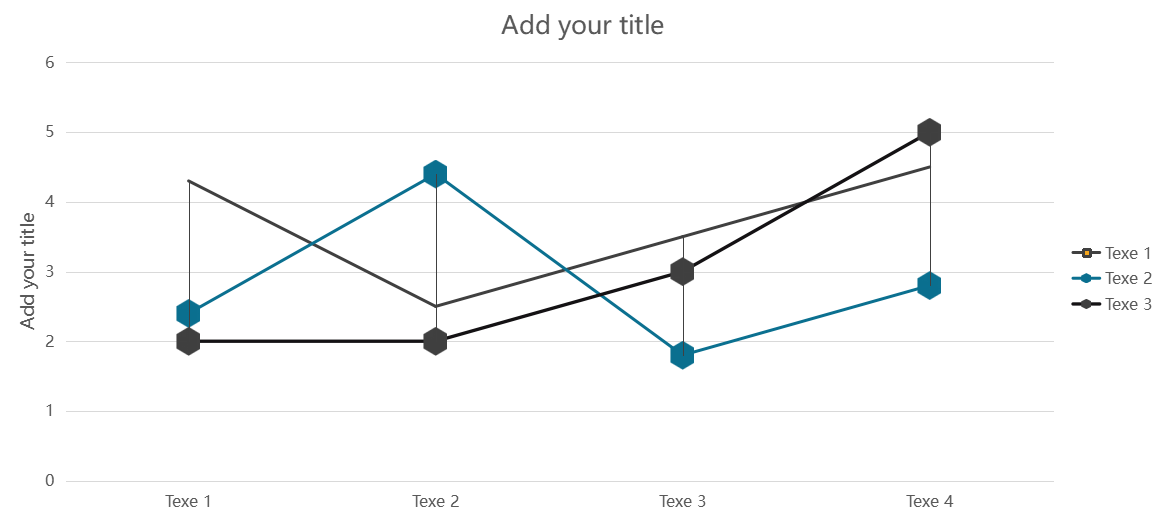 Add your title
6
5
4
3
2
1
0
Add your title
Texe 1
Texe 2
Texe 3
Texe 4
Texe 1
Texe 2
Texe 3